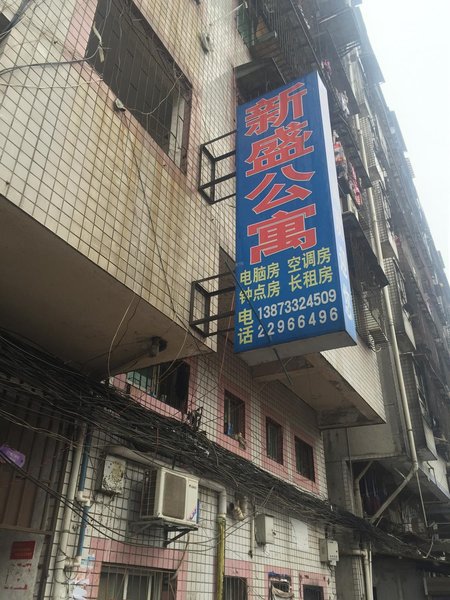 新盛公寓
电脑房 空调房
钟点房 长租房
电话
13873324509
22966496